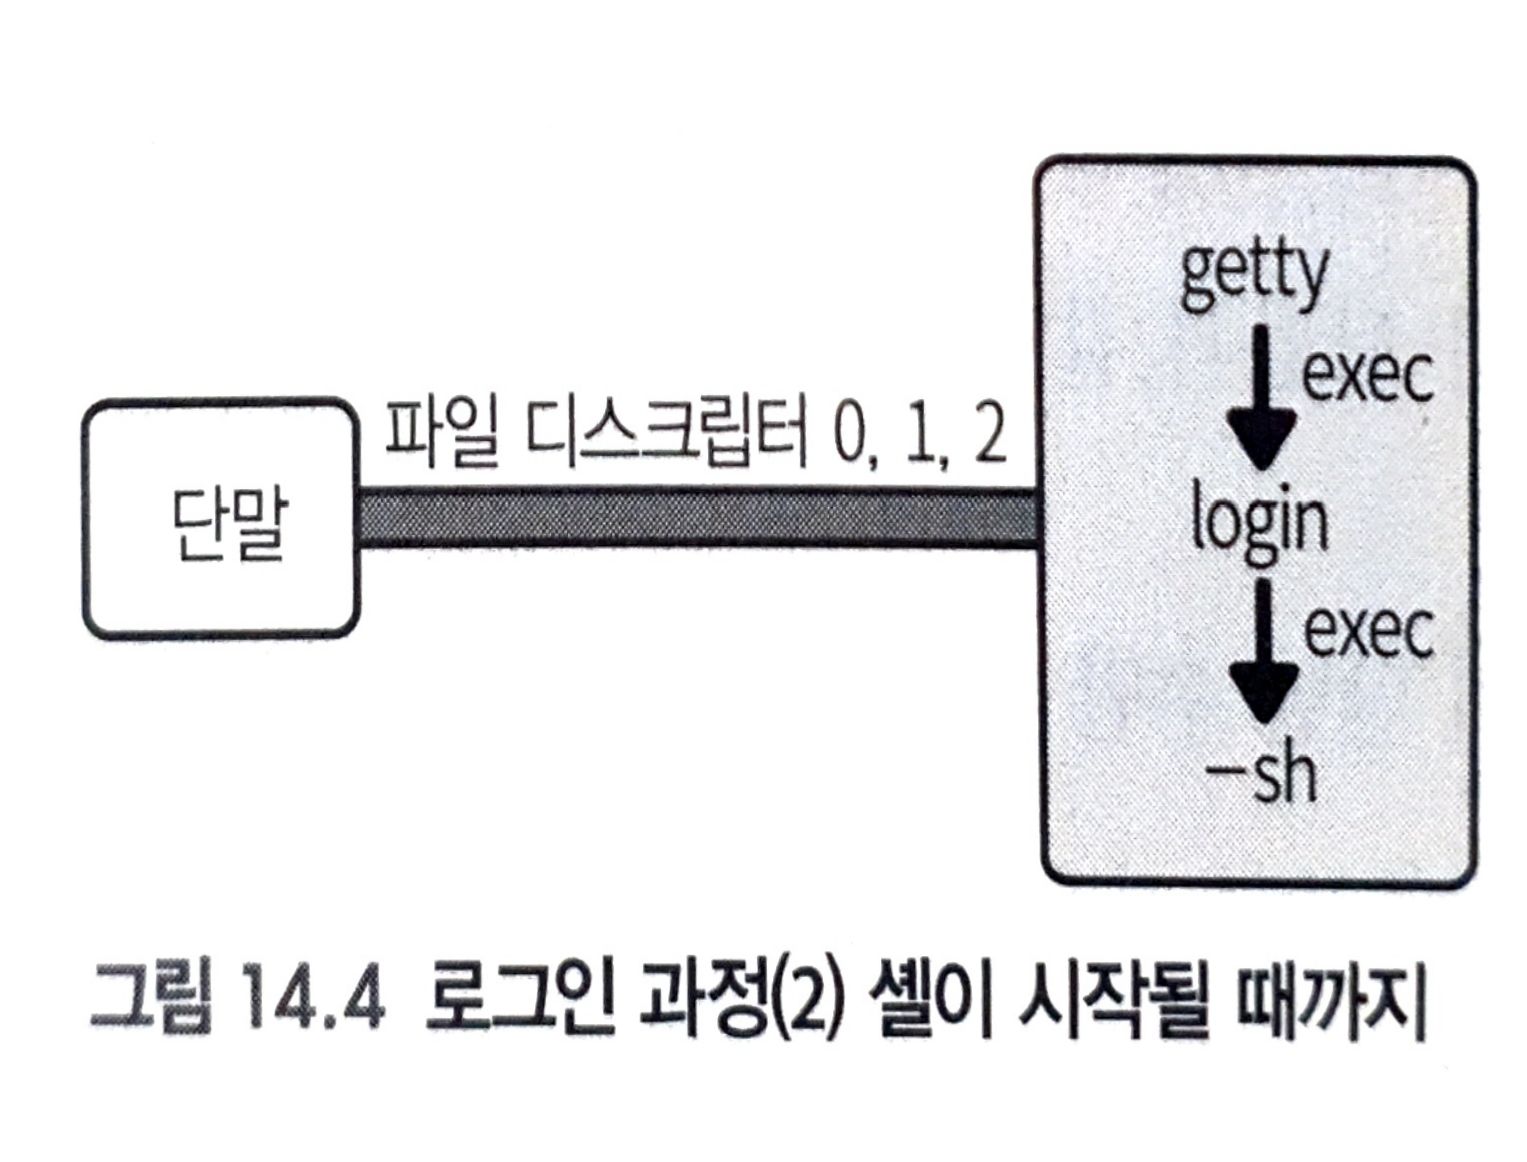 getty
exec
파일 디스크립터 0, 1, 2
단말
login
exec
-sh
그림 14.4 로그인 과정(2) 셸이 시작될 때까지